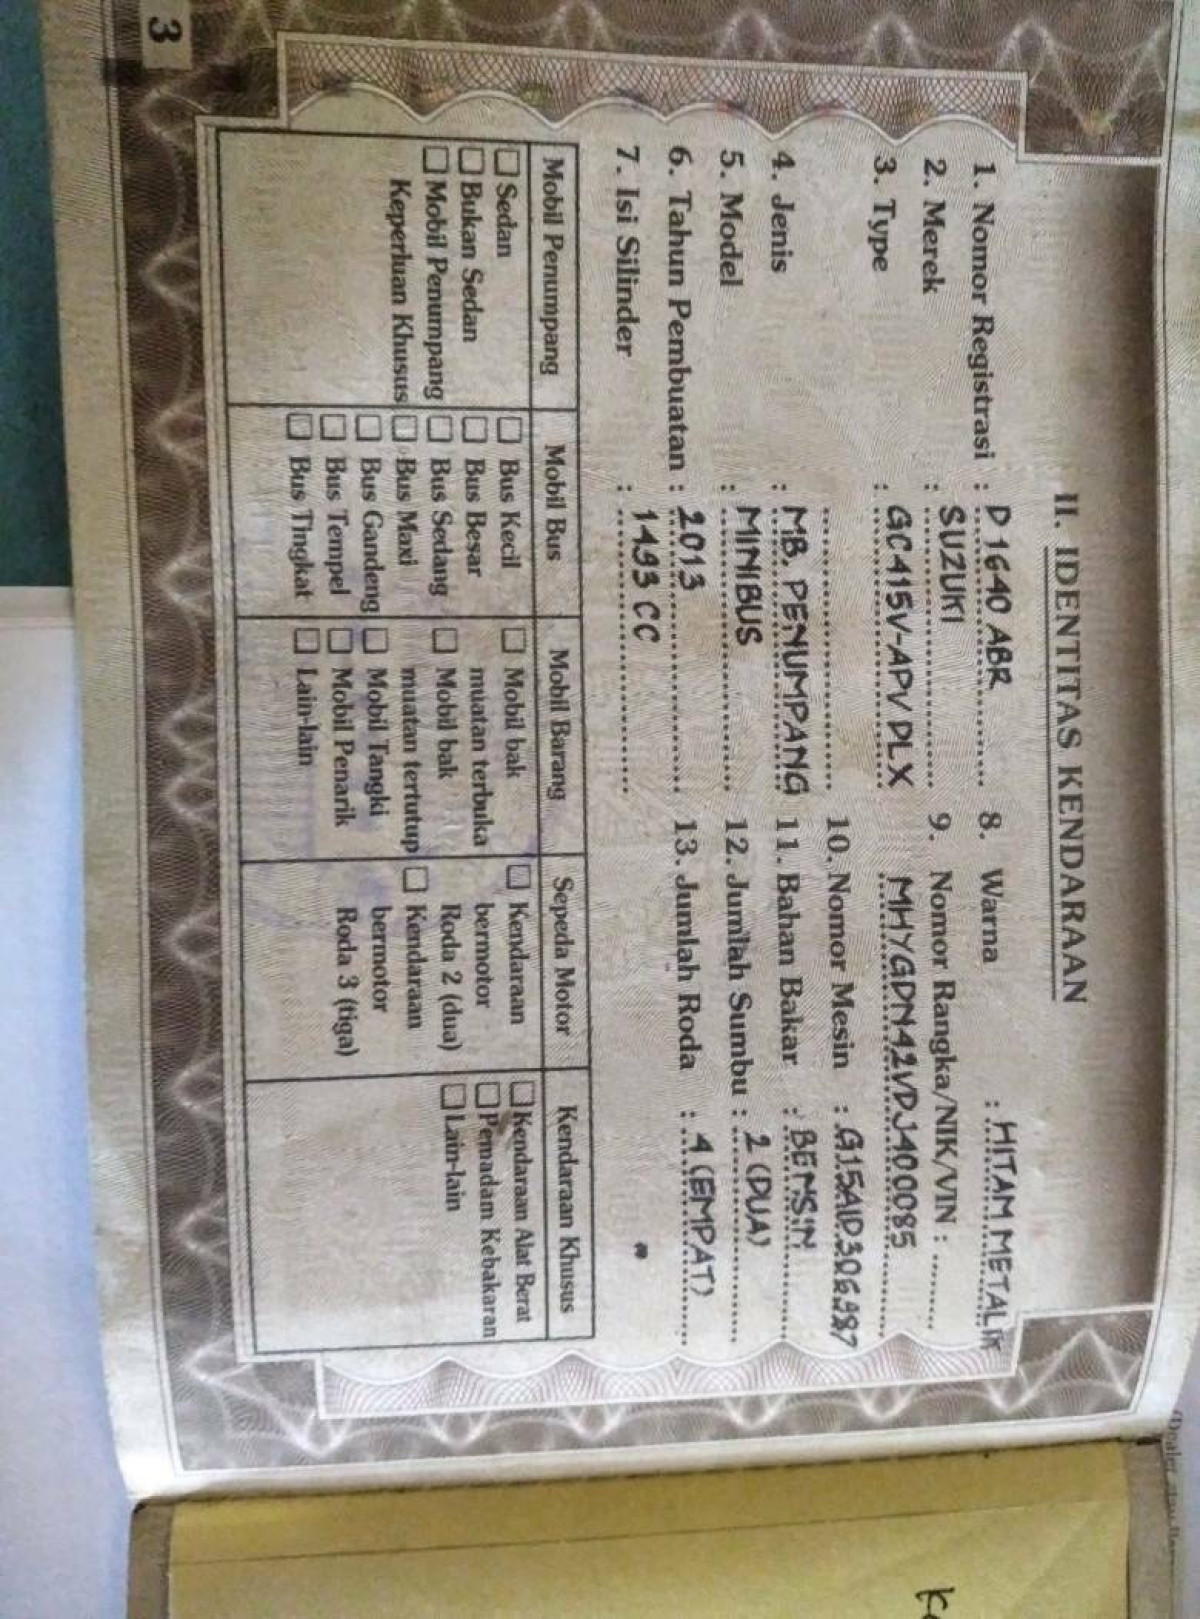 II. IDENTITAS KENDARAAN
1. Nomor Registrasi : D 1640 ABR
2. Merek : SUZUKI
3. Type : GC415V-APV DLX
4. Jenis : MB. PENUMPANG
5. Model : MINIBUS
6. Tahun Pembuatan : 2013
7. Isi Silinder : 1493 CC
8. Warna : HITAM METALIK
9. Nomor Rangka/NIK/VIN :
MHYGDN42VDJ400085
10. Nomor Mesin : G15AID306987
11. Bahan Bakar : BENSIN
12. Jumlah Sumbu : 2 (DUA)
13. Jumlah Roda : 4 (EMPAT)
Mobil Penumpang
Sedan
Bukan Sedan
Mobil Penumpang
Keperluan Khusus
Mobil Bus
Bus Kecil
Bus Besar
Bus Sedang
Bus Maxi
Bus Gandeng
Bus Tempel
Bus Tingkat
Mobil Barang
Mobil bak
muatan terbuka
Mobil bak
muatan tertutup
Mobil Tangki
Mobil Penarik
Lain-lain
Sepeda Motor
Kendaraan
bermotor
Roda 2 (dua)
Kendaraan
bermotor
Roda 3 (tiga)
Kendaraan Khusus
Kendaraan Alat Berat
Pemadam Kebakaran
Lain-lain
3